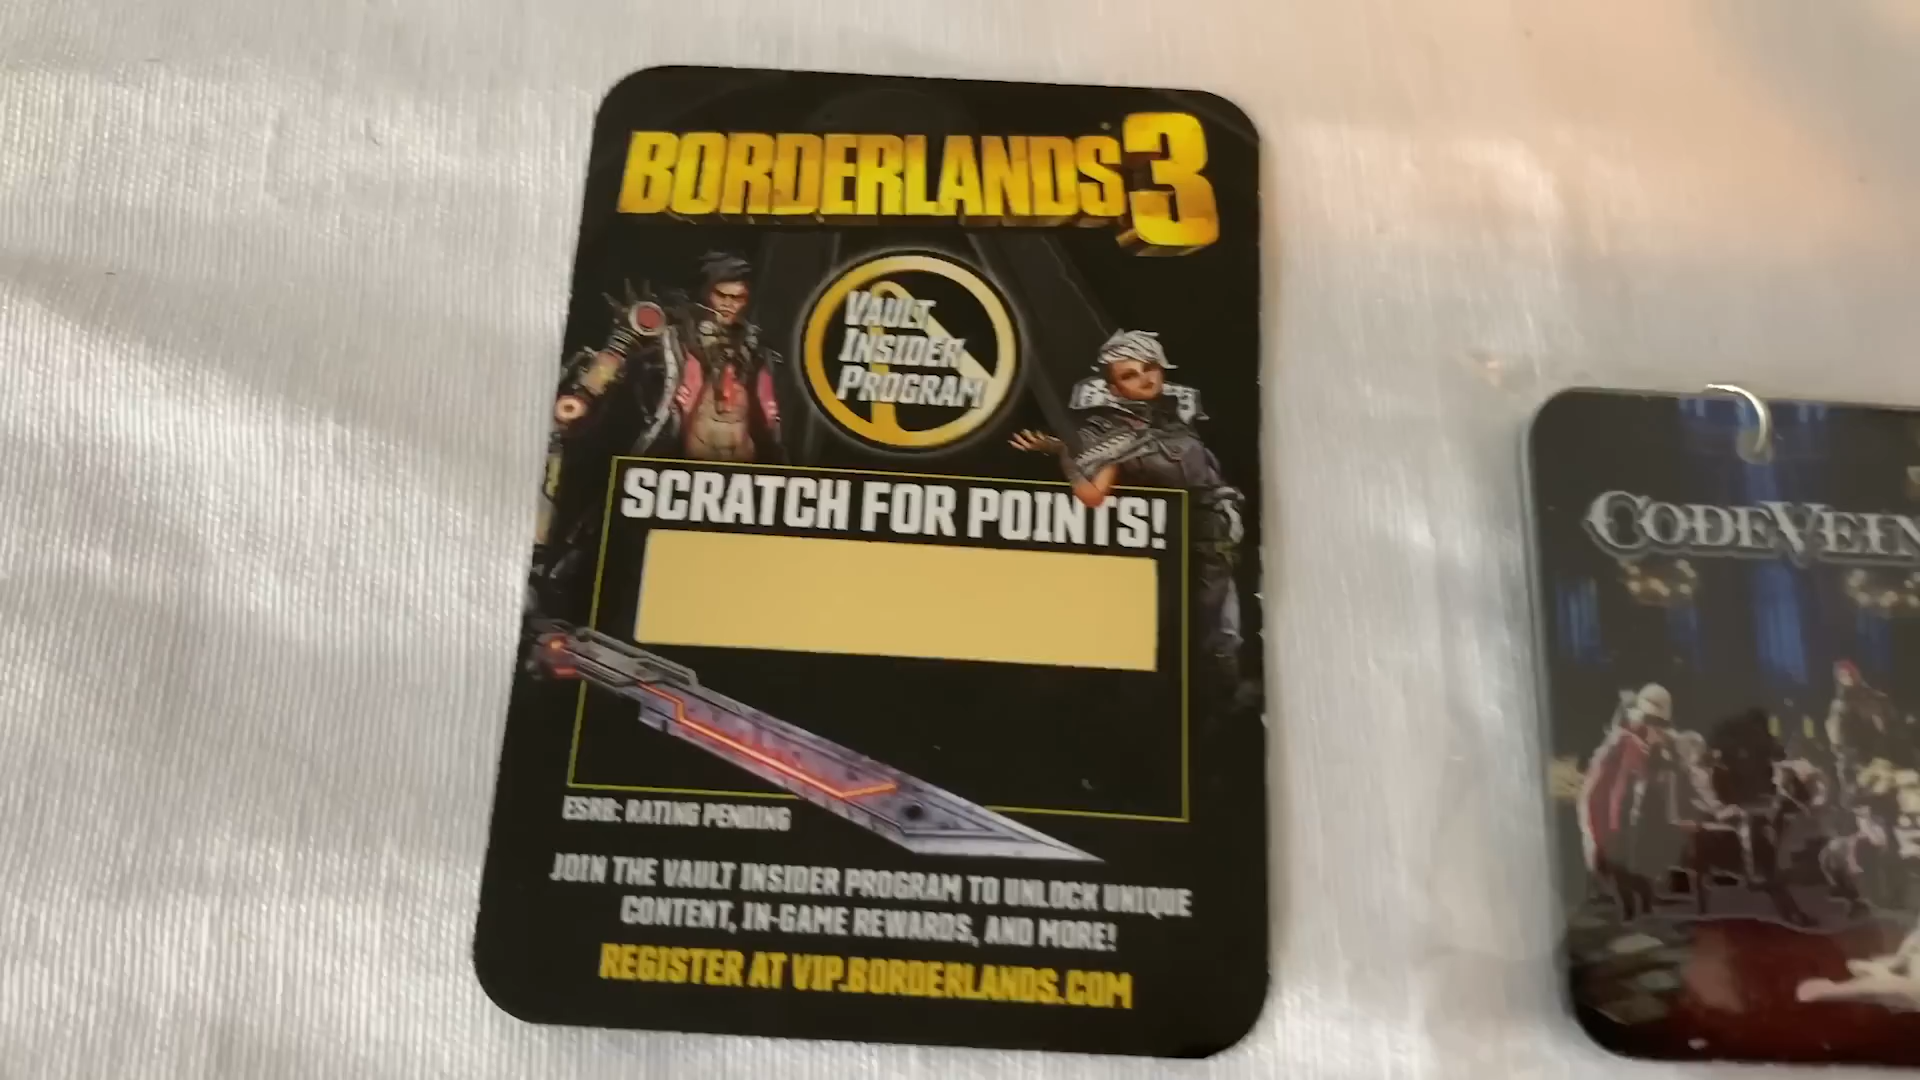 BORDERLANDS 3
VAULT
INSIDER
PROGRAM
SCRATCH FOR POINTS!
ESRB: RATING PENDING
JOIN THE VAULT INSIDER PROGRAM TO UNLOCK UNIQUE
CONTENT, IN-GAME REWARDS, AND MORE!
REGISTER AT VIP.BORDERLANDS.COM
CODE VEIN